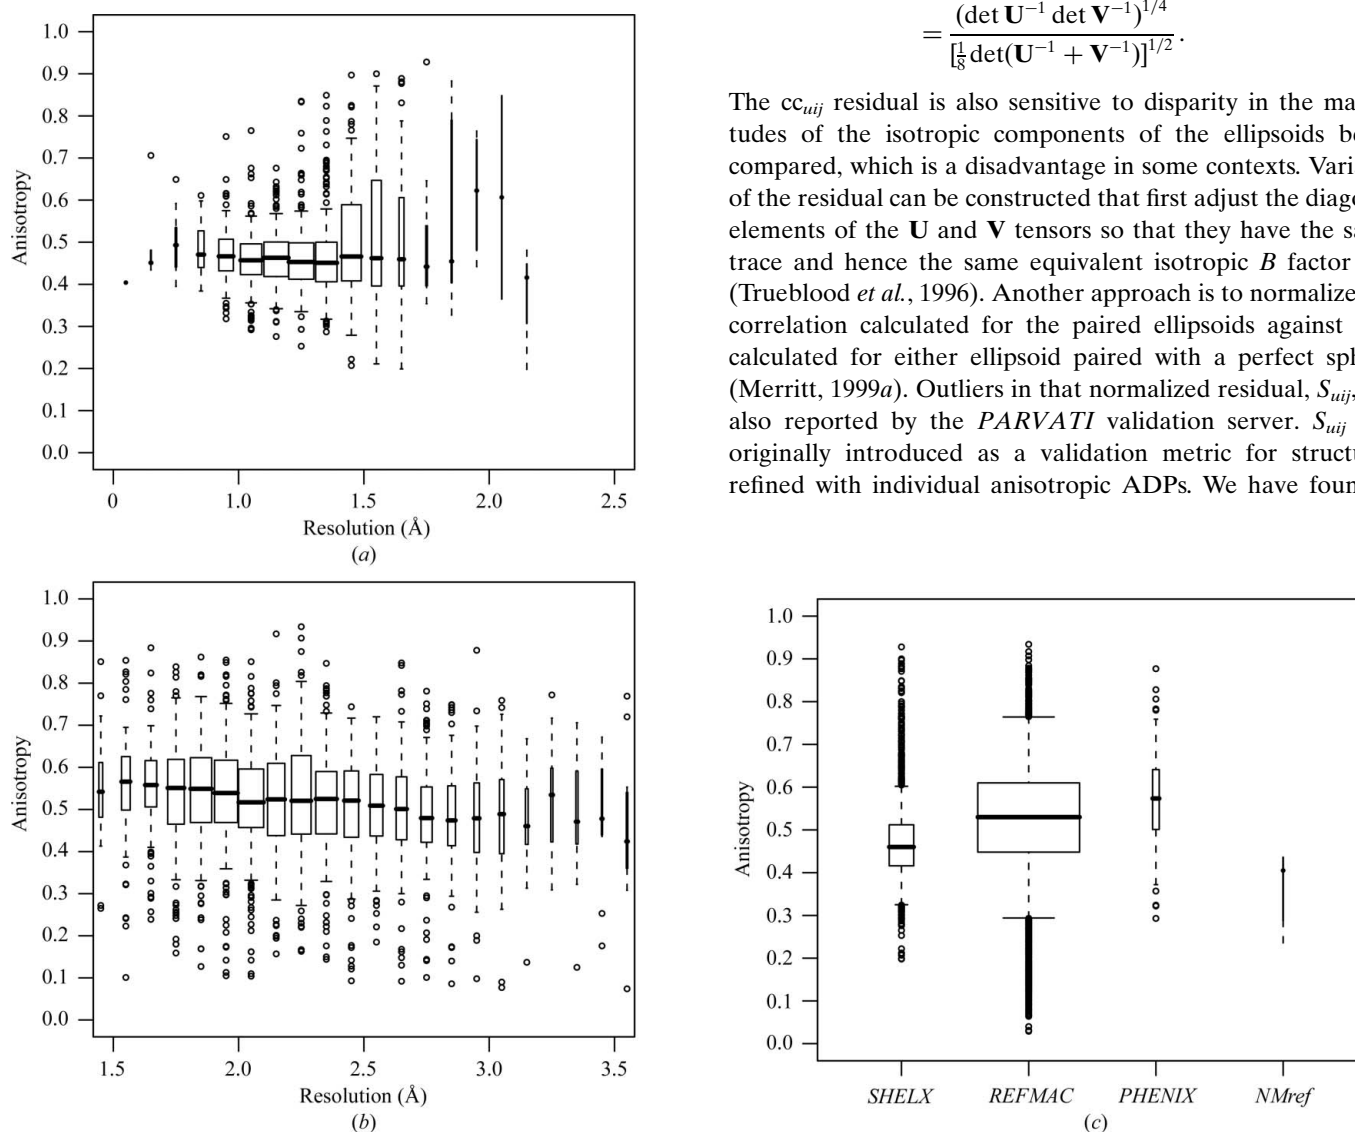 1.0
0.9
0.8
0.7
0.6
0.5
0.4
0.3
0.2
0.1
0.0
Anisotropy
0 1.0 1.5 2.0 2.5
Resolution (Å)
(a)
1.0
0.9
0.8
0.7
0.6
0.5
0.4
0.3
0.2
0.1
0.0
Anisotropy
1.5 2.0 2.5 3.0 3.5
Resolution (Å)
(b)
= (det U⁻¹ det V⁻¹)^{1/4} / [⅛ det(U⁻¹ + V⁻¹)]^{1/2}.
The cc_{uij} residual is also sensitive to disparity in the
tudes of the isotropic components of the ellipsoids
compared, which is a disadvantage in some contexts.
of the residual can be constructed that first adjust the
elements of the U and V tensors so that they have the
trace and hence the same equivalent isotropic B factor
(Trueblood et al., 1996). Another approach is to normalize
correlation calculated for the paired ellipsoids against
calculated for either ellipsoid paired with a perfect
(Merritt, 1999a). Outliers in that normalized residual, S_{uij},
also reported by the PARVATI validation server. S_{uij}
originally introduced as a validation metric for
refined with individual anisotropic ADPs. We have
1.0
0.9
0.8
0.7
0.6
0.5
0.4
0.3
0.2
0.1
0.0
Anisotropy
SHELX REFMAC PHENIX NMref
(c)